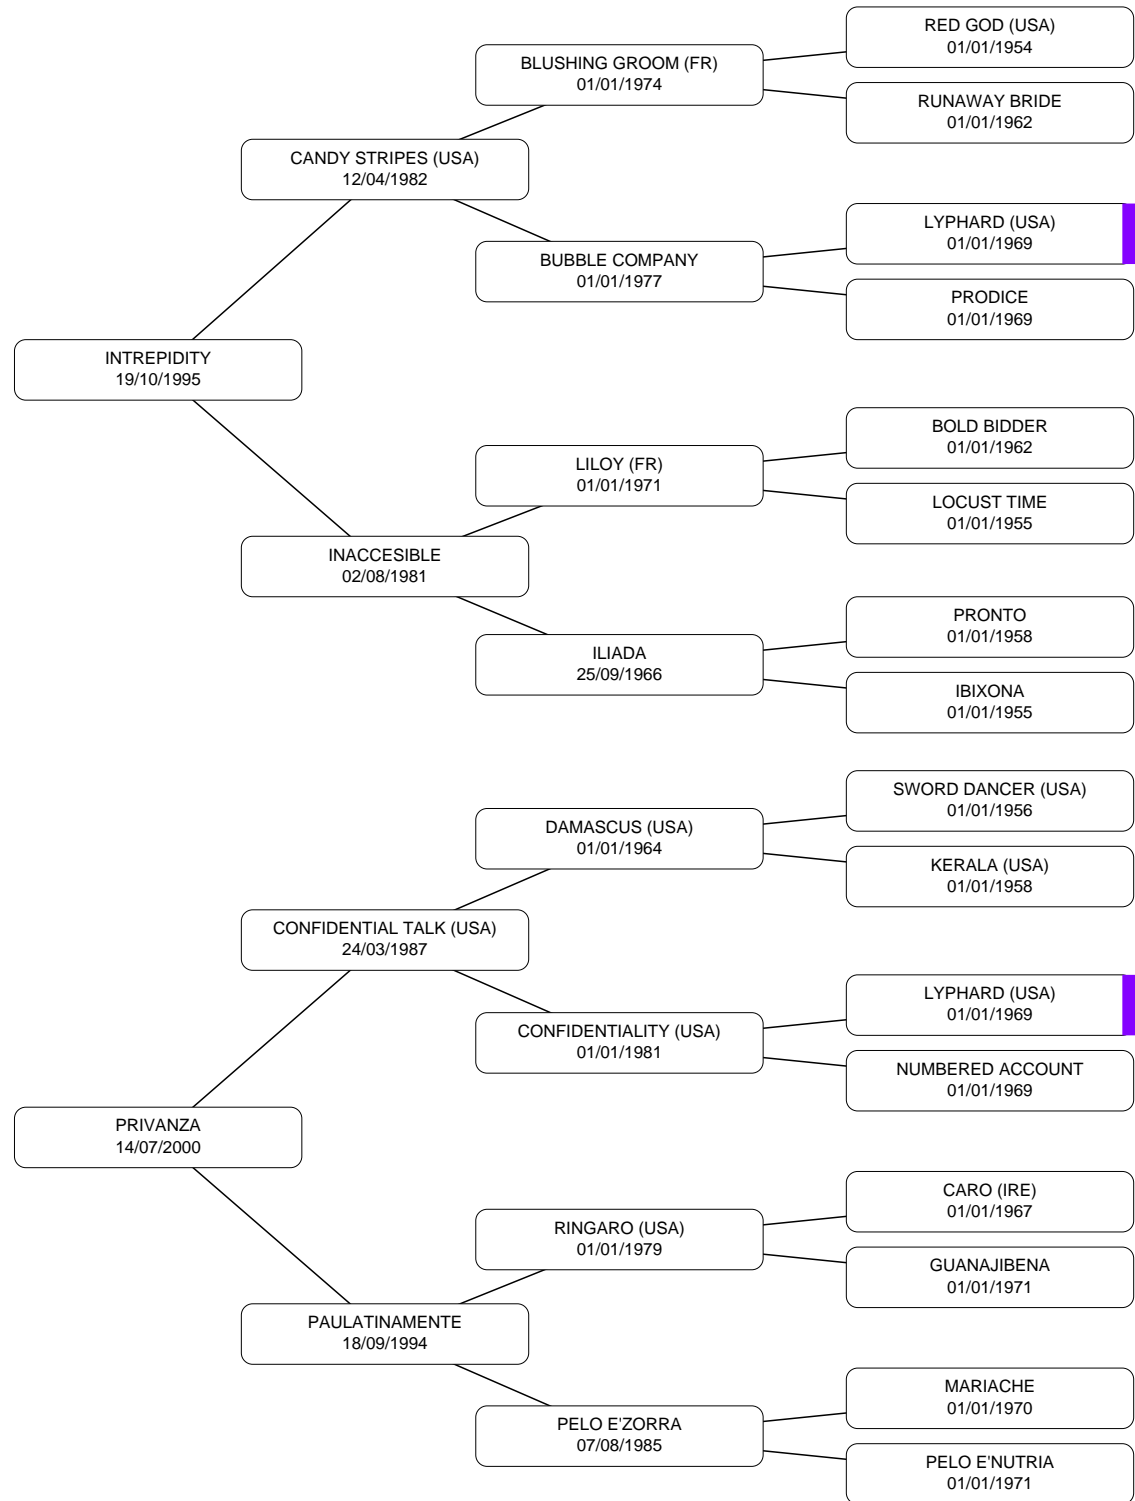 RED GOD (USA)
01/01/1954
BLUSHING GROOM (FR)
01/01/1974
RUNAWAY BRIDE
01/01/1962
CANDY STRIPES (USA)
12/04/1982
LYPHARD (USA)
01/01/1969
BUBBLE COMPANY
01/01/1977
PRODICE
01/01/1969
INTREPIDITY
19/10/1995
BOLD BIDDER
01/01/1962
LILOY (FR)
01/01/1971
LOCUST TIME
01/01/1955
INACCESIBLE
02/08/1981
PRONTO
01/01/1958
ILIADA
25/09/1966
IBIXONA
01/01/1955
SWORD DANCER (USA)
01/01/1956
DAMASCUS (USA)
01/01/1964
KERALA (USA)
01/01/1958
CONFIDENTIAL TALK (USA)
24/03/1987
LYPHARD (USA)
01/01/1969
CONFIDENTIALITY (USA)
01/01/1981
NUMBERED ACCOUNT
01/01/1969
PRIVANZA
14/07/2000
CARO (IRE)
01/01/1967
RINGARO (USA)
01/01/1979
GUANAJIBENA
01/01/1971
PAULATINAMENTE
18/09/1994
MARIACHE
01/01/1970
PELO E'ZORRA
07/08/1985
PELO E'NUTRIA
01/01/1971